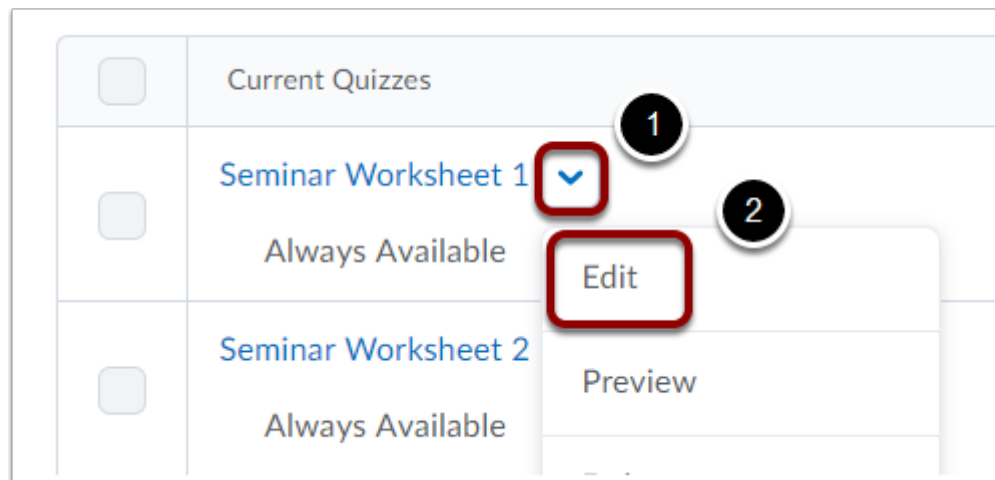 Current Quizzes
1
Seminar Worksheet 1
2
Always Available
Edit
Seminar Worksheet 2
Preview
Always Available